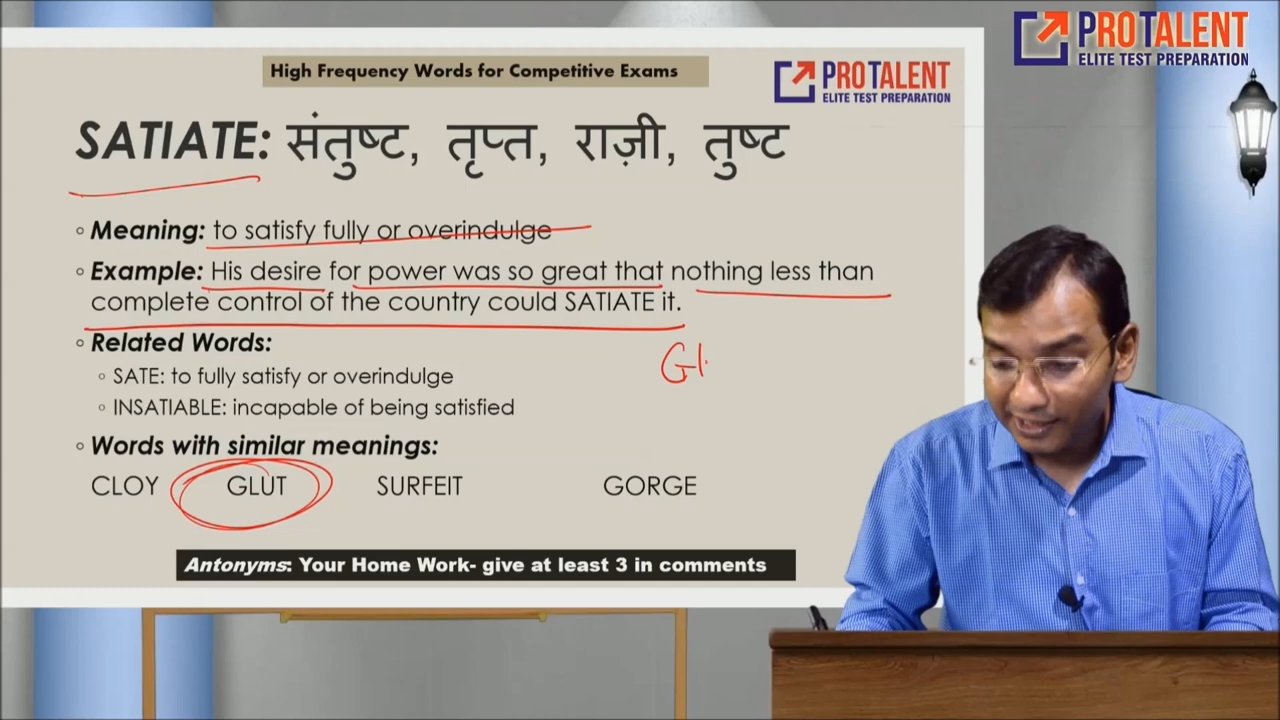 PROTALENT
ELITE TEST PREPARATION
High Frequency Words for Competitive Exams
PROTALENT
ELITE TEST PREPARATION
SATIATE: संतुष्ट, तृप्त, राज़ी, तुष्ट
◦ Meaning: to satisfy fully or overindulge
◦ Example: His desire for power was so great that nothing less than
complete control of the country could SATIATE it.
◦ Related Words:
◦ SATE: to fully satisfy or overindulge
◦ INSATIABLE: incapable of being satisfied
Gl
◦ Words with similar meanings:
CLOY GLUT SURFEIT GORGE
Antonyms: Your Home Work- give at least 3 in comments